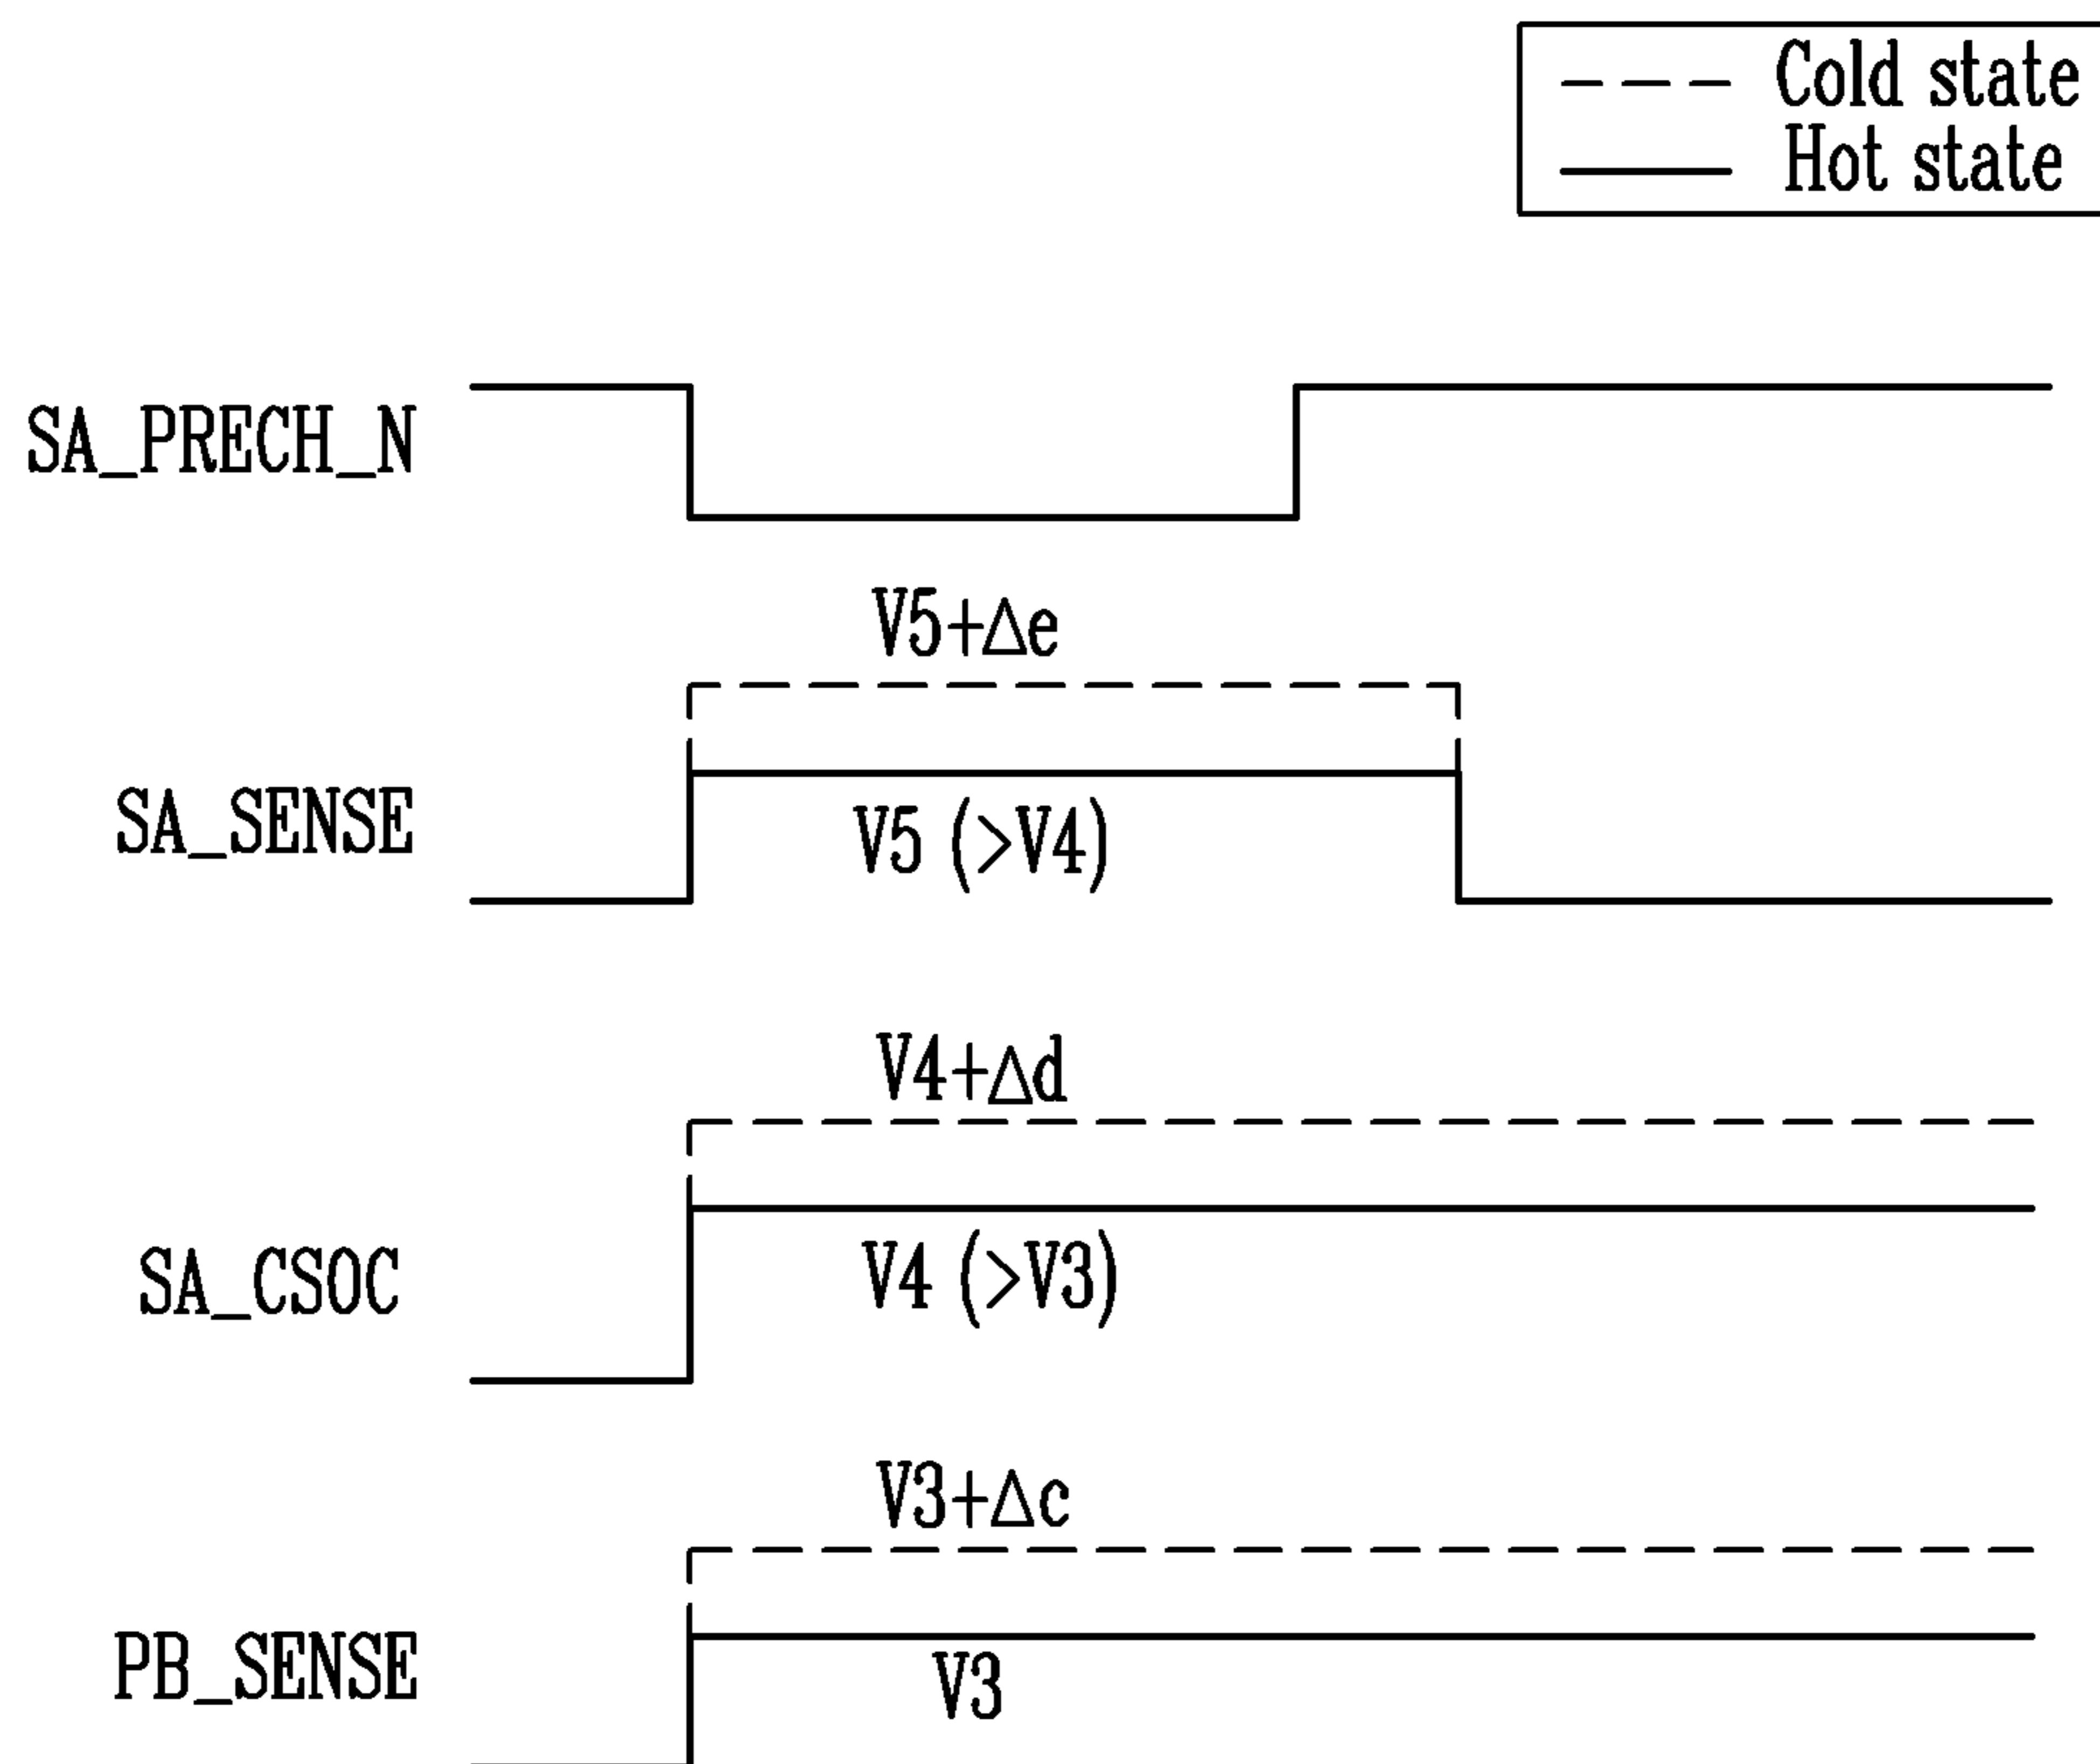 Cold state
Hot state
SA_PRECH_N
V5+Δe
SA_SENSE
V5 (>V4)
V4+Δd
SA_CSOC
V4 (>V3)
V3+Δc
PB_SENSE
V3